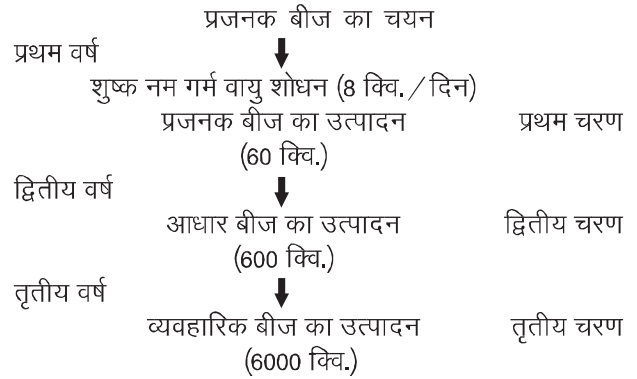 प्रजनक बीज का चयन
प्रथम वर्ष
शुष्क नम गर्म वायु शोधन (8 क्वि. / दिन)
प्रजनक बीज का उत्पादन प्रथम चरण
(60 क्वि.)
द्वितीय वर्ष
आधार बीज का उत्पादन द्वितीय चरण
(600 क्वि.)
तृतीय वर्ष
व्यवहारिक बीज का उत्पादन तृतीय चरण
(6000 क्वि.)